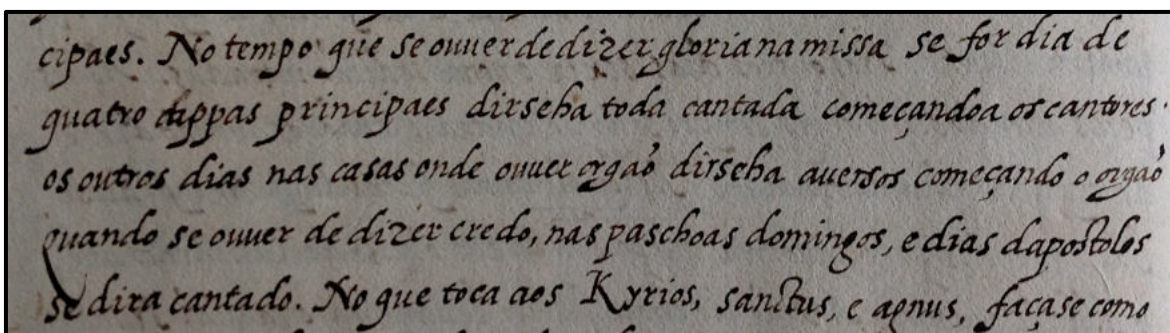 cipaes. No tempo que se ouuer de dizer gloria na missa se for dia de
quatro cappas principaes dirseha toda cantada começandoa os cantores.
os outros dias nas casas onde ouuer orgaõ dirseha auersos começando o orgaõ
quando se ouuer de dizer credo, nas paschoas domingos, e dias dapostolos
se dira cantado. No que toca aos Kyrios, sanctus, e agnus, façase como